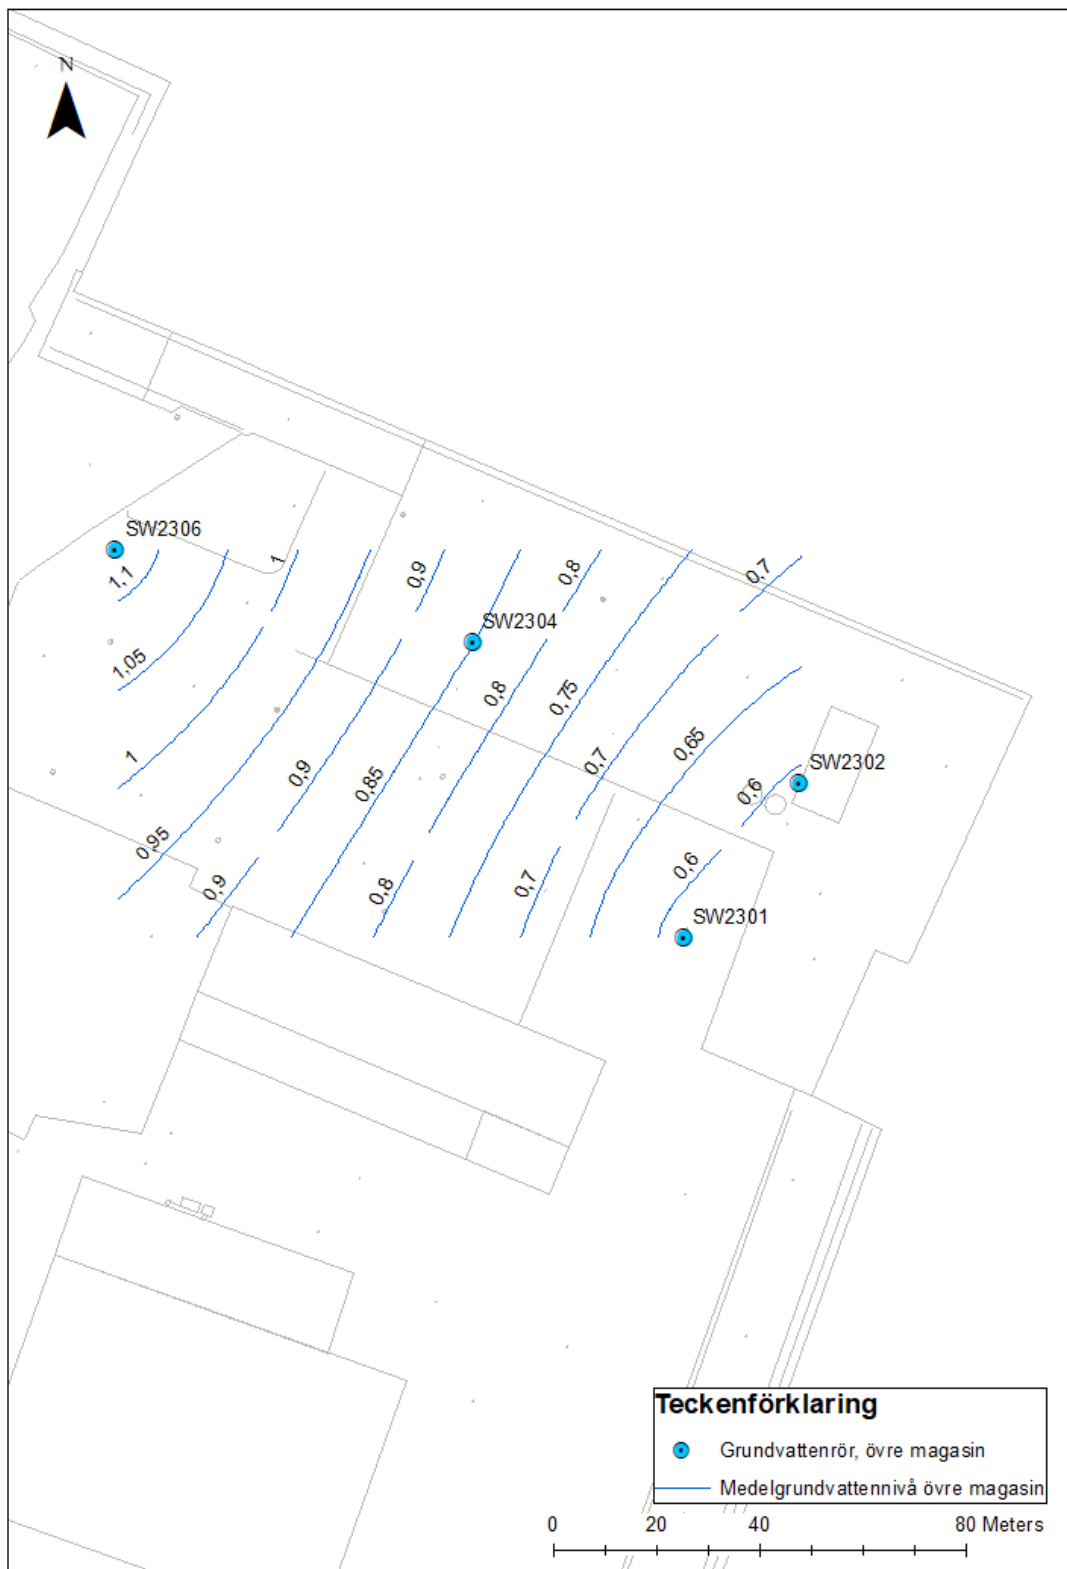 N
SW2306
1,1
1
0,9
0,8
0,7
SW2304
1,05
0,8
0,75
0,65
1
0,9
0,85
0,7
SW2302
0,6
0,95
0,9
0,8
0,7
0,6
SW2301
Teckenförklaring
Grundvattenrör, övre magasin
Medelgrundvattennivå övre magasin
0 20 40 80 Meters